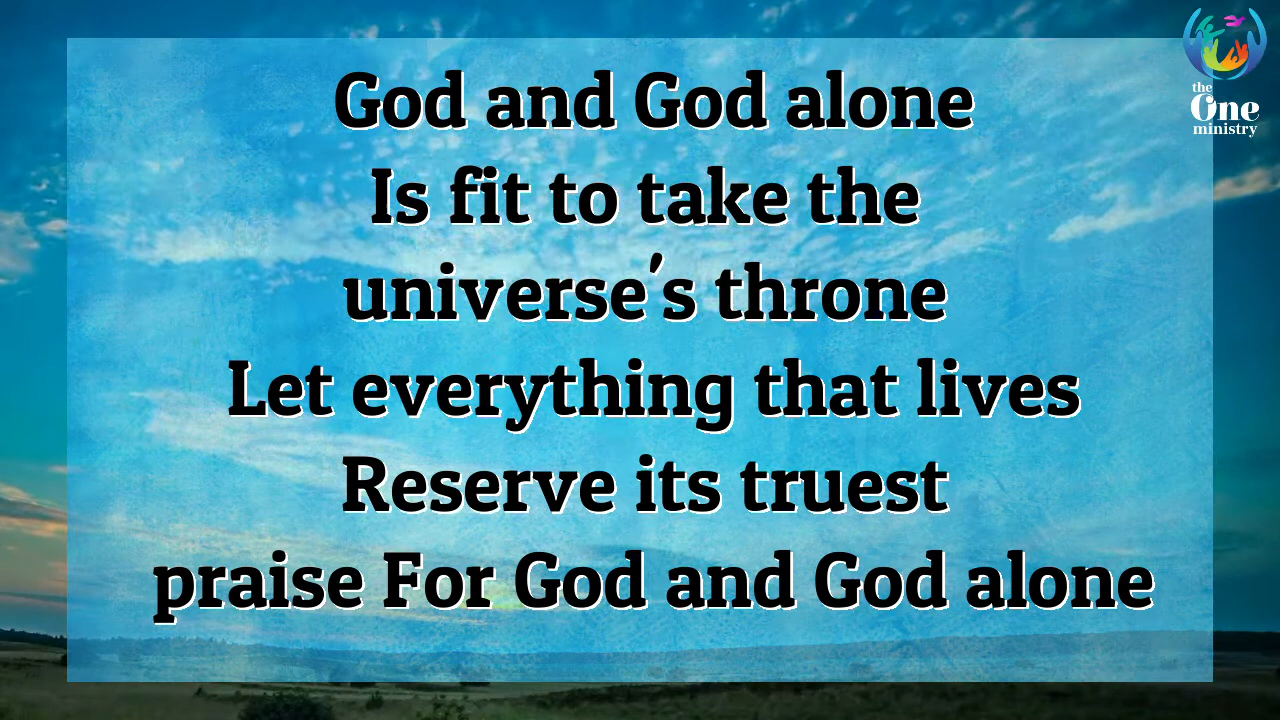 the
One
ministry
God and God alone
Is fit to take the
universe's throne
Let everything that lives
Reserve its truest
praise For God and God alone